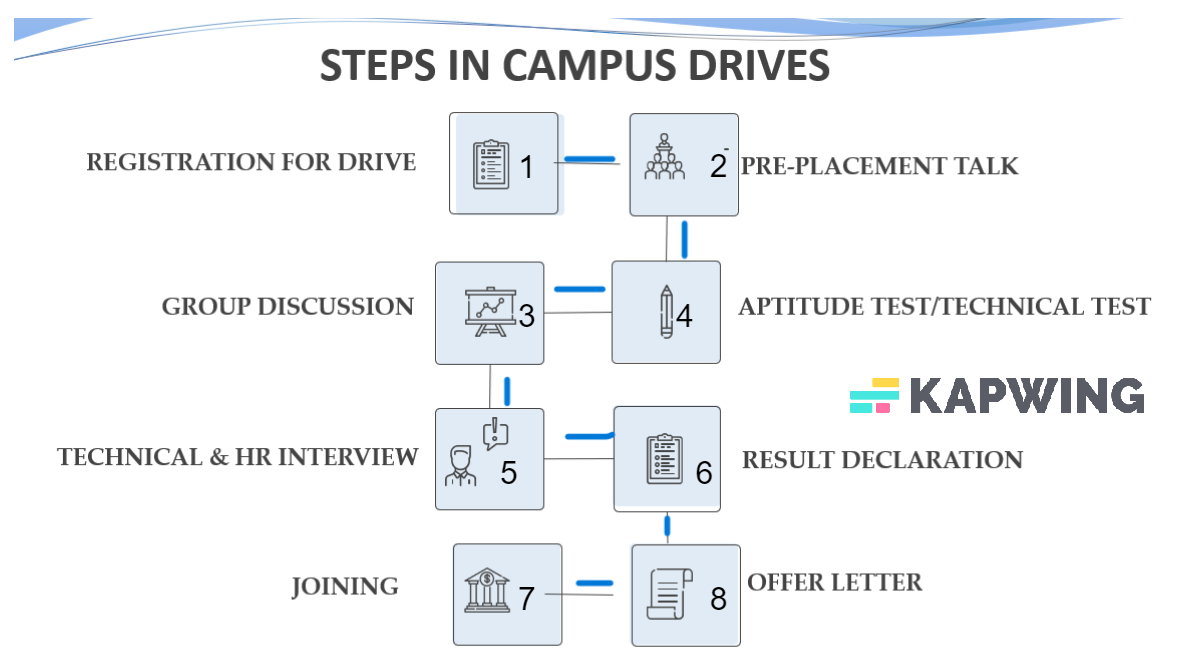 STEPS IN CAMPUS DRIVES
REGISTRATION FOR DRIVE
1
2
PRE-PLACEMENT TALK
GROUP DISCUSSION
3
4
APTITUDE TEST/TECHNICAL TEST
KAPWING
TECHNICAL & HR INTERVIEW
5
6
RESULT DECLARATION
JOINING
7
8
OFFER LETTER